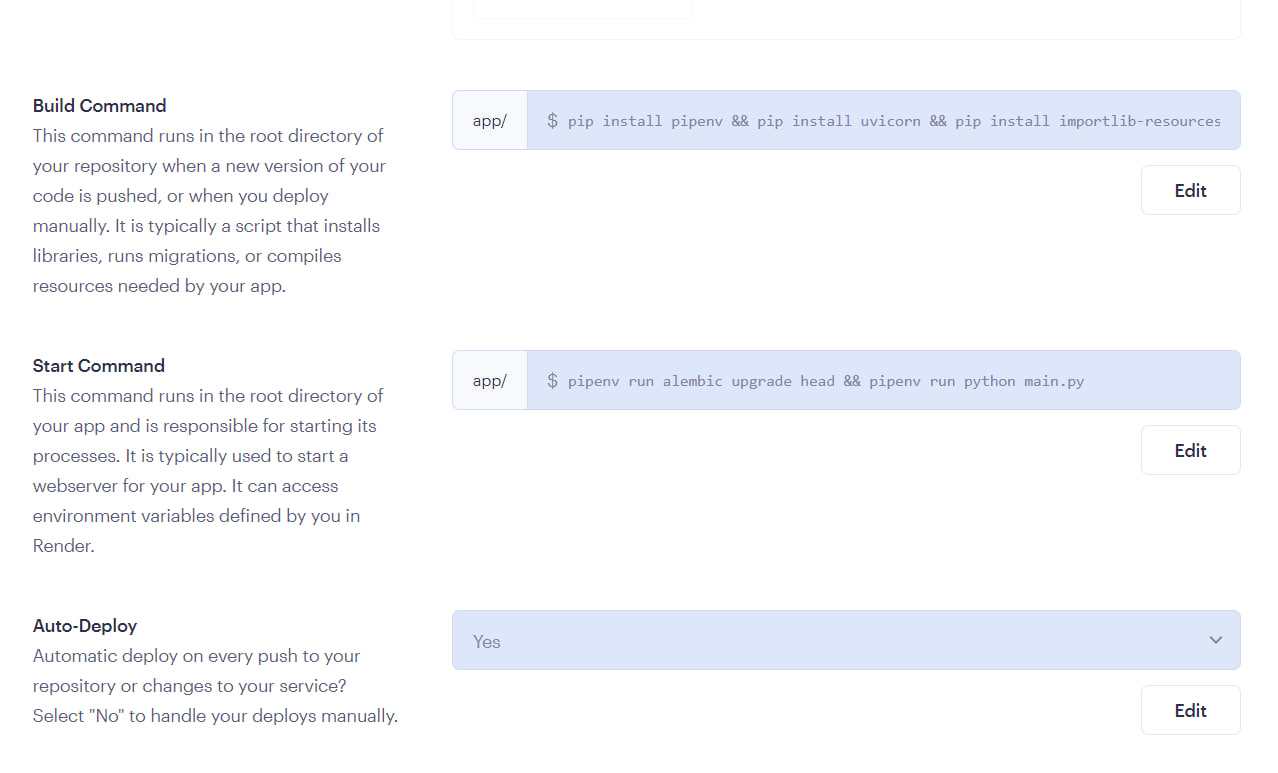 Build Command
This command runs in the root directory of
your repository when a new version of your
code is pushed, or when you deploy
manually. It is typically a script that installs
libraries, runs migrations, or compiles
resources needed by your app.
app/ $ pip install pipenv && pip install uvicorn && pip install importlib-resources
Edit
Start Command
This command runs in the root directory of
your app and is responsible for starting its
processes. It is typically used to start a
webserver for your app. It can access
environment variables defined by you in
Render.
app/ $ pipenv run alembic upgrade head && pipenv run python main.py
Edit
Auto-Deploy
Automatic deploy on every push to your
repository or changes to your service?
Select "No" to handle your deploys manually.
Yes
Edit